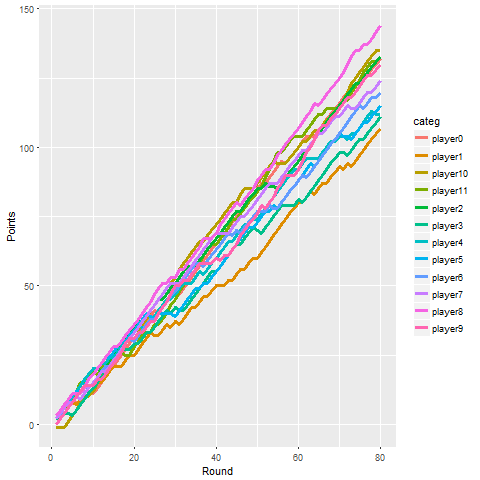 150
100
50
0
Points
0
20
40
60
80
Round
categ
player0
player1
player10
player11
player2
player3
player4
player5
player6
player7
player8
player9